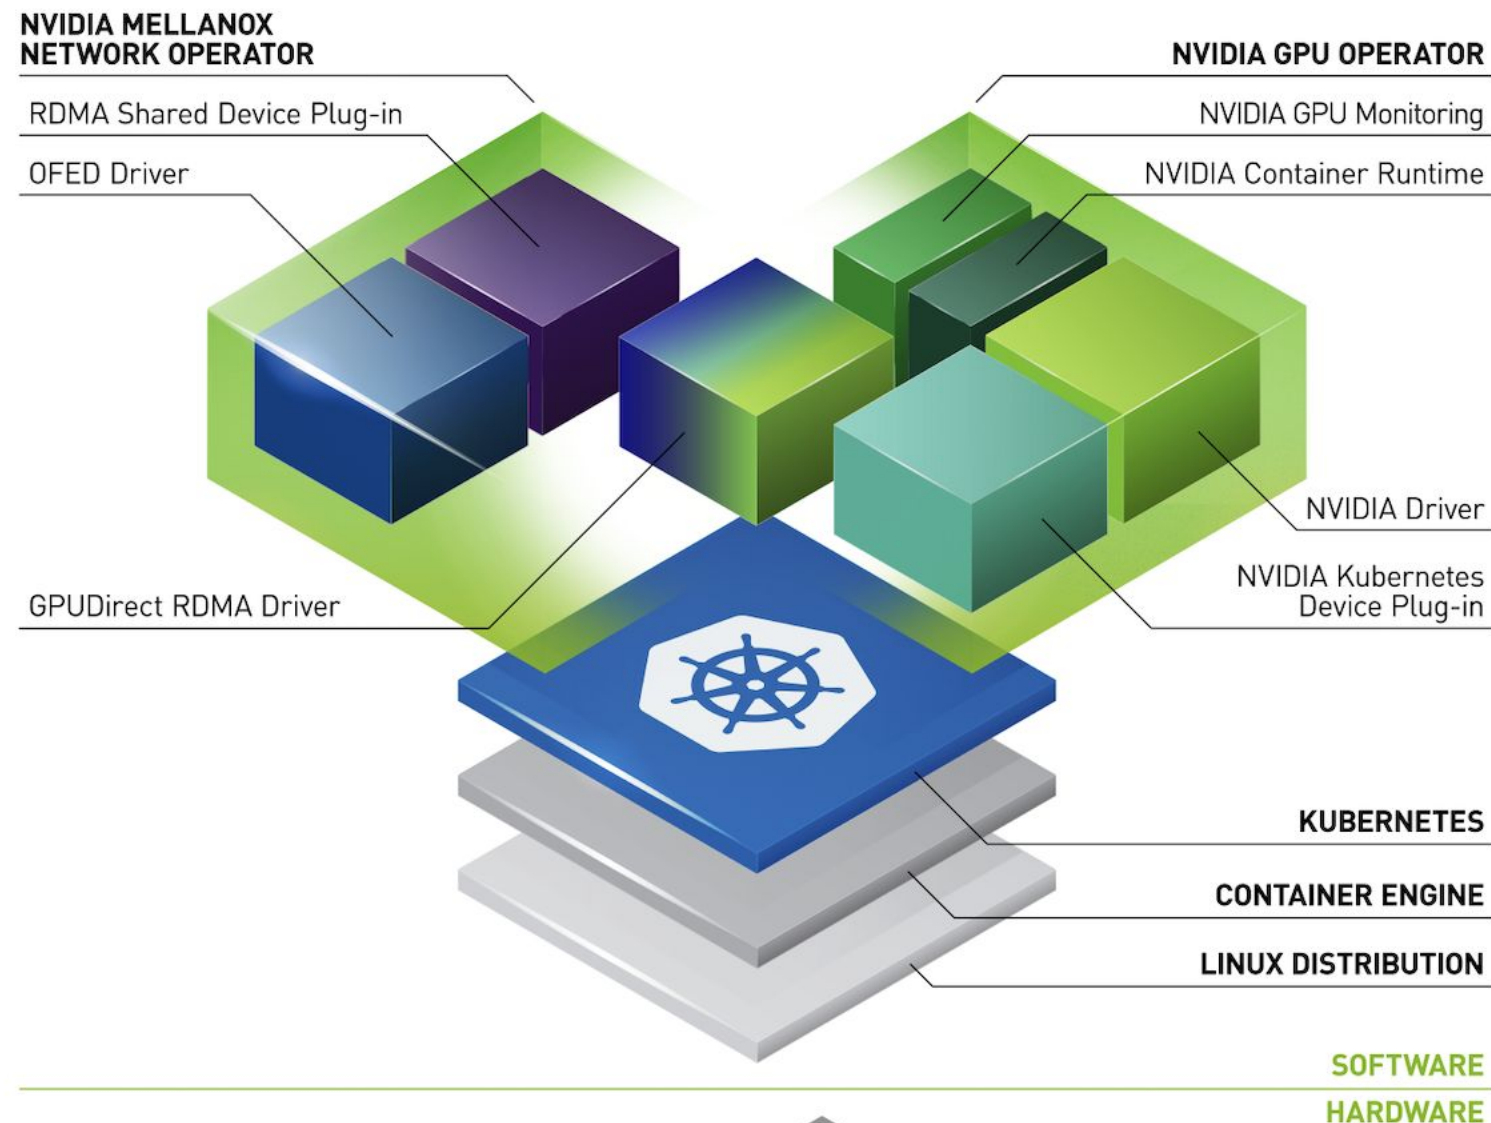 NVIDIA MELLANOX
NETWORK OPERATOR
RDMA Shared Device Plug-in
OFED Driver
GPUDirect RDMA Driver
NVIDIA GPU OPERATOR
NVIDIA GPU Monitoring
NVIDIA Container Runtime
NVIDIA Driver
NVIDIA Kubernetes
Device Plug-in
KUBERNETES
CONTAINER ENGINE
LINUX DISTRIBUTION
SOFTWARE
HARDWARE